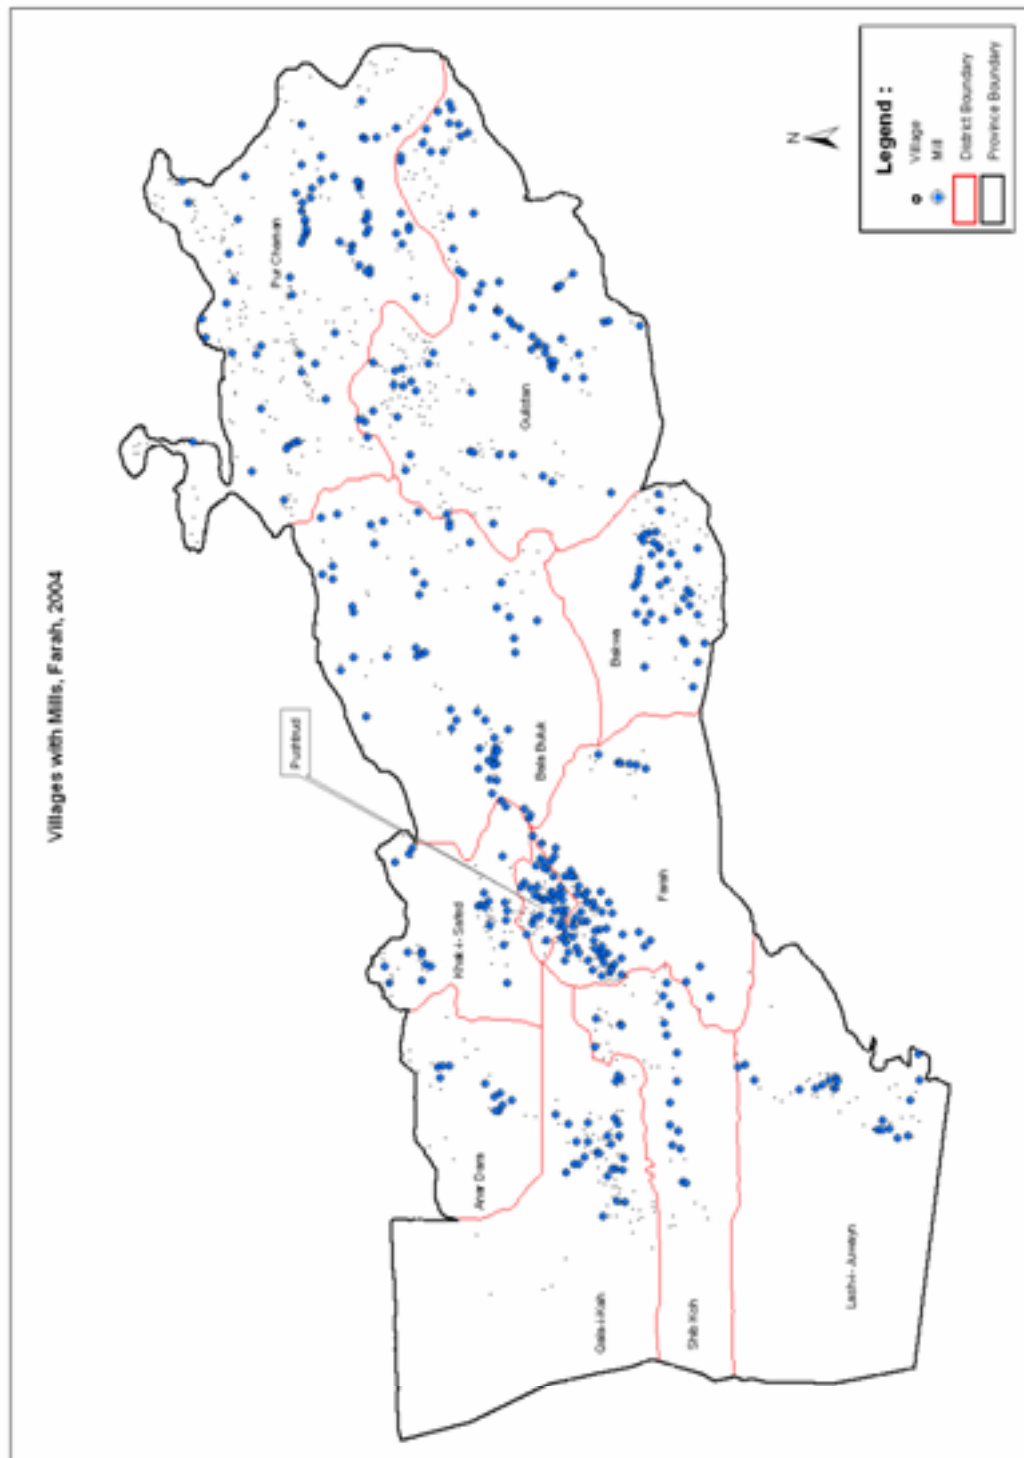 Villages with Mills, Farah, 2004
Pur Chaman
Gulistan
Bakwa
Bala Buluk
Pushtrud
Khak-i-Safed
Farah
Anar Dara
Qala-i-Kah
Shib Koh
Lash-i-Juwayn
N
Legend :
Village
Mill
District Boundary
Province Boundary